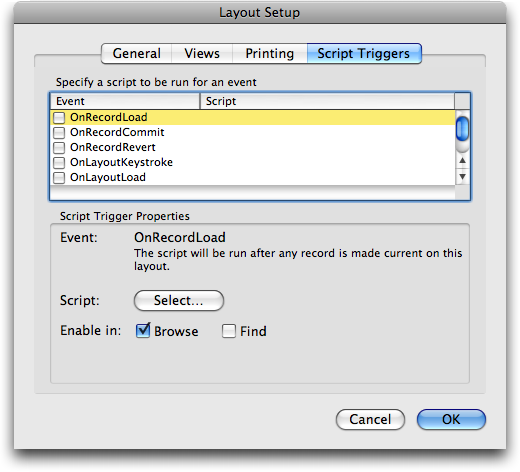 Layout Setup
General Views Printing Script Triggers
Specify a script to be run for an event
Event Script
OnRecordLoad
OnRecordCommit
OnRecordRevert
OnLayoutKeystroke
OnLayoutLoad
Script Trigger Properties
Event: OnRecordLoad
The script will be run after any record is made current on this
layout.
Script: Select...
Enable in: Browse Find
Cancel OK